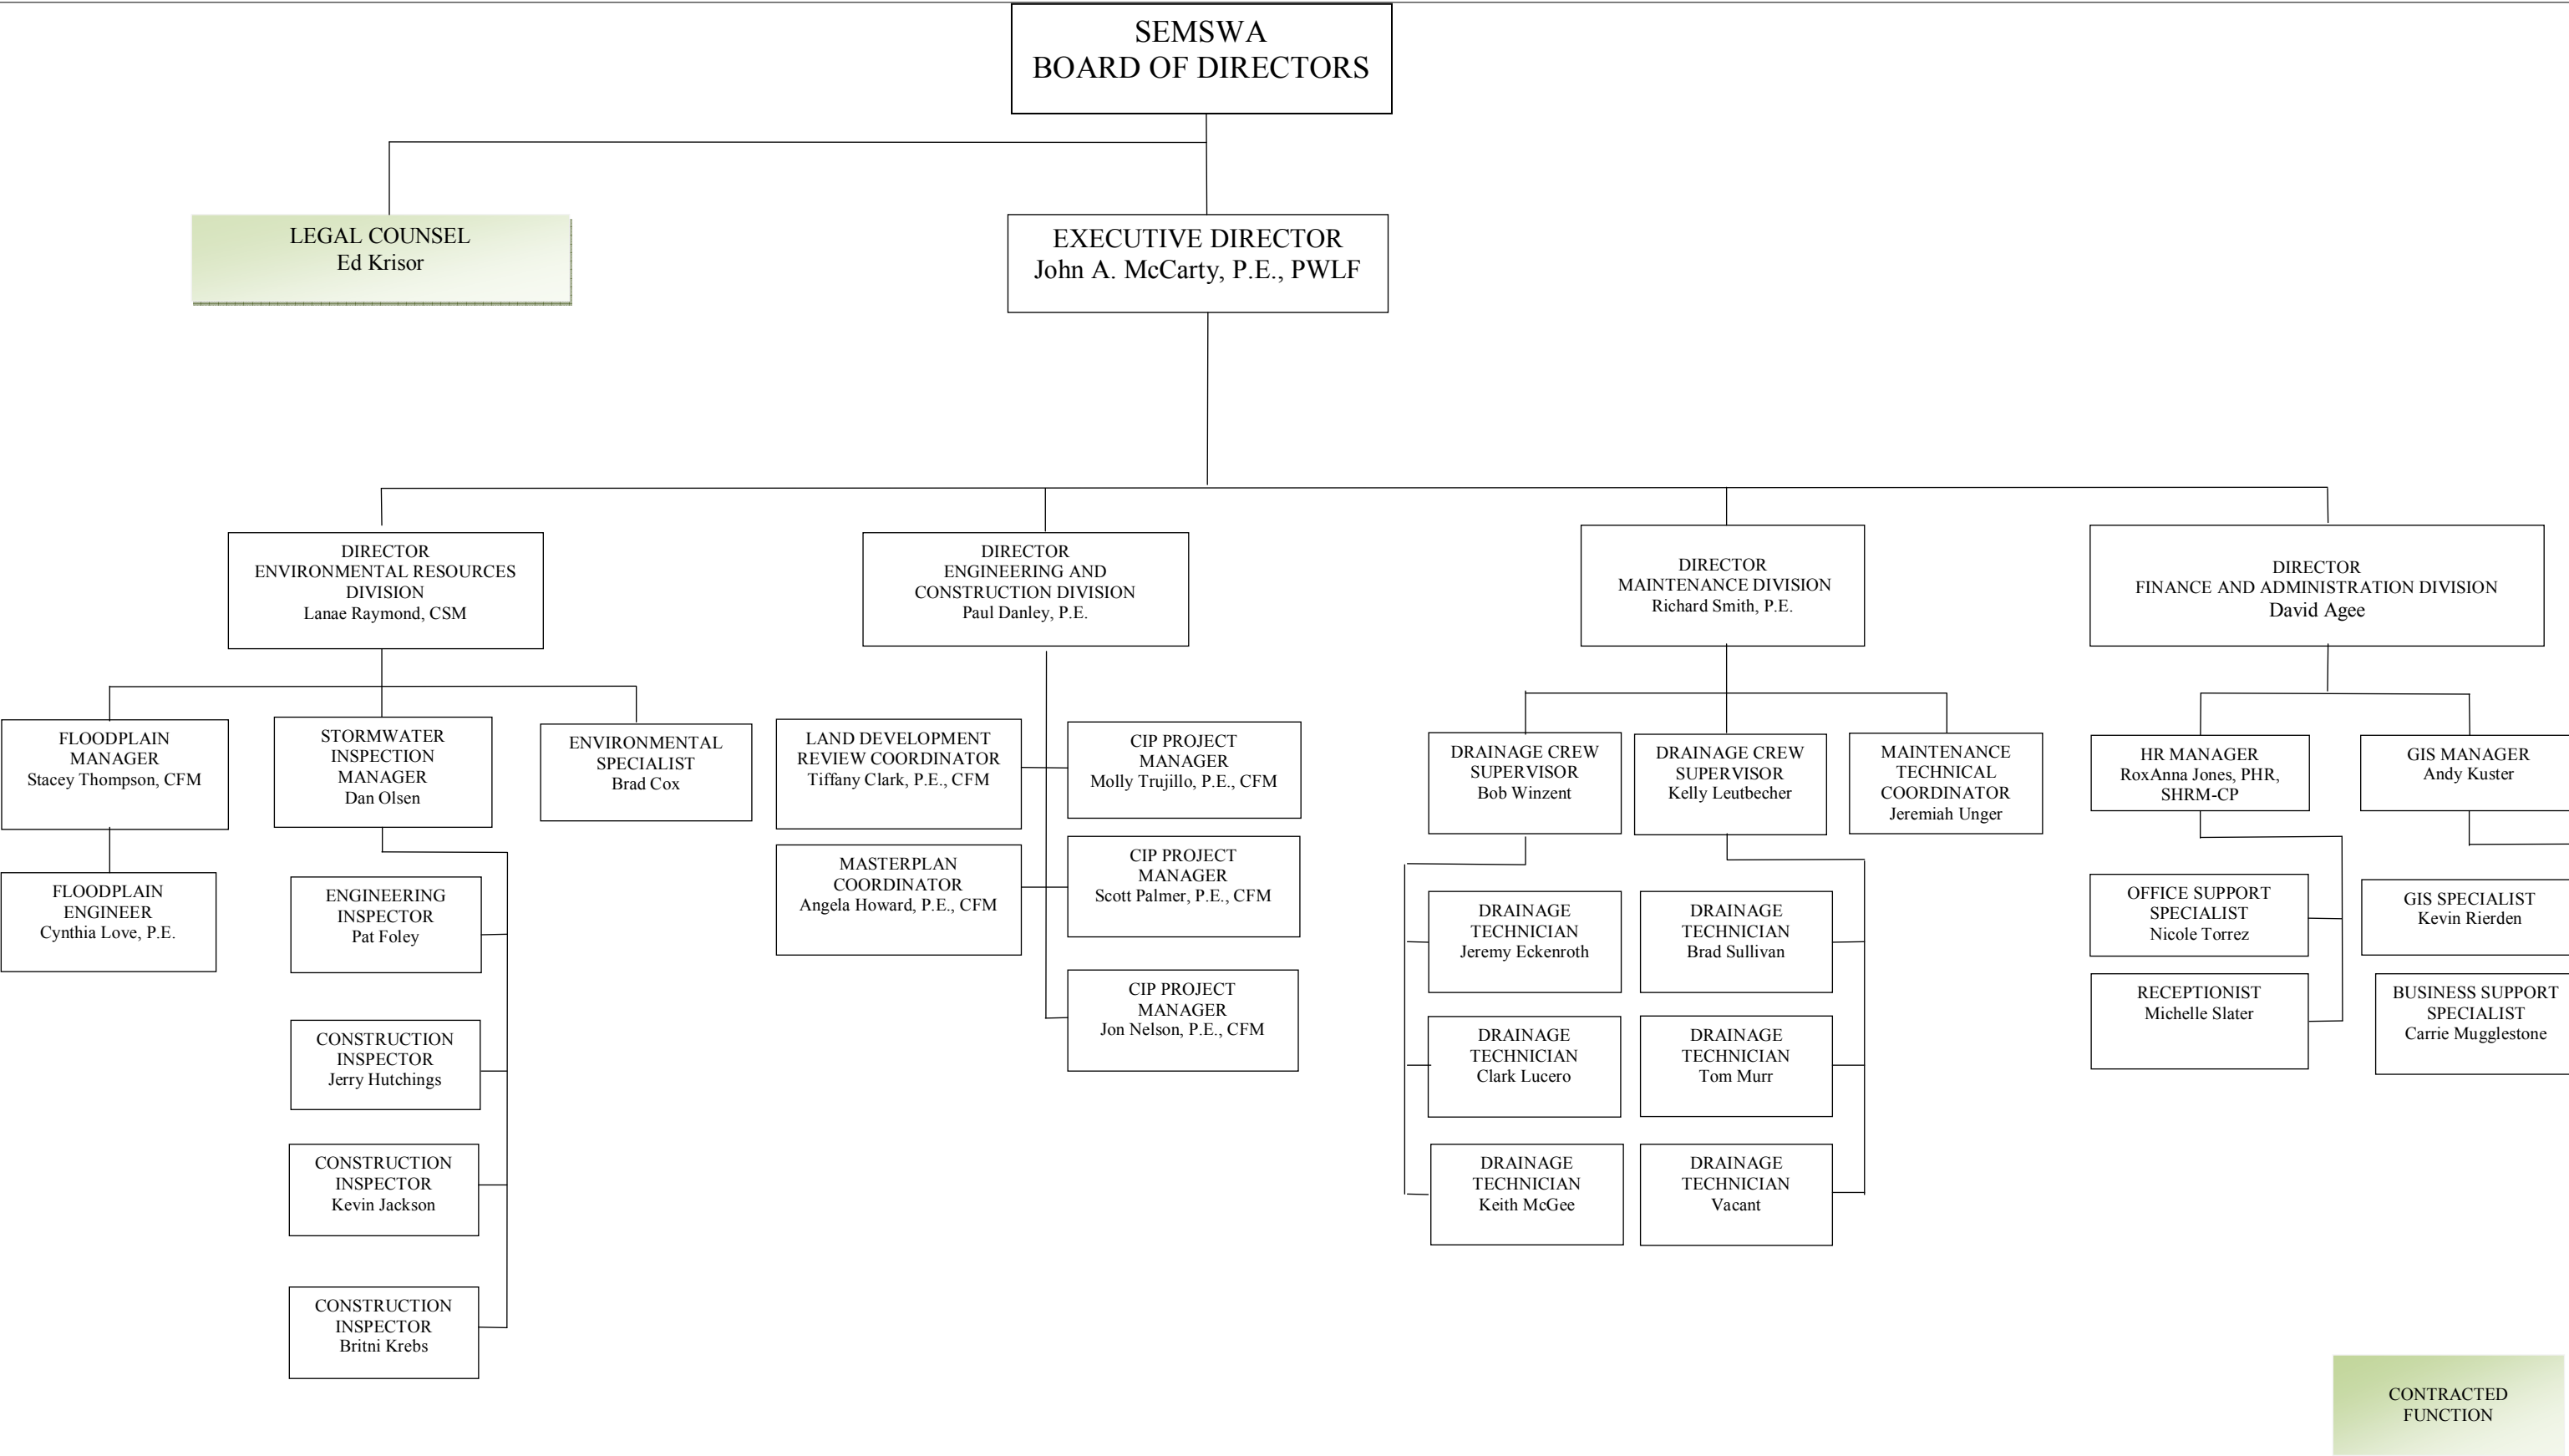 SEMSWA
BOARD OF DIRECTORS
LEGAL COUNSEL
Ed Krisor
EXECUTIVE DIRECTOR
John A. McCarty, P.E., PWLF
DIRECTOR
ENVIRONMENTAL RESOURCES
DIVISION
Lanae Raymond, CSM
DIRECTOR
ENGINEERING AND
CONSTRUCTION DIVISION
Paul Danley, P.E.
DIRECTOR
MAINTENANCE DIVISION
Richard Smith, P.E.
DIRECTOR
FINANCE AND ADMINISTRATION DIVISION
David Agee
FLOODPLAIN
MANAGER
Stacey Thompson, CFM
STORMWATER
INSPECTION
MANAGER
Dan Olsen
ENVIRONMENTAL
SPECIALIST
Brad Cox
LAND DEVELOPMENT
REVIEW COORDINATOR
Tiffany Clark, P.E., CFM
CIP PROJECT
MANAGER
Molly Trujillo, P.E., CFM
DRAINAGE CREW
SUPERVISOR
Bob Winzent
DRAINAGE CREW
SUPERVISOR
Kelly Leutbecher
MAINTENANCE
TECHNICAL
COORDINATOR
Jeremiah Unger
HR MANAGER
RoxAnna Jones, PHR,
SHRM-CP
GIS MANAGER
Andy Kuster
FLOODPLAIN
ENGINEER
Cynthia Love, P.E.
ENGINEERING
INSPECTOR
Pat Foley
MASTERPLAN
COORDINATOR
Angela Howard, P.E., CFM
CIP PROJECT
MANAGER
Scott Palmer, P.E., CFM
DRAINAGE
TECHNICIAN
Jeremy Eckenroth
DRAINAGE
TECHNICIAN
Brad Sullivan
OFFICE SUPPORT
SPECIALIST
Nicole Torrez
GIS SPECIALIST
Kevin Rierden
CONSTRUCTION
INSPECTOR
Jerry Hutchings
CIP PROJECT
MANAGER
Jon Nelson, P.E., CFM
DRAINAGE
TECHNICIAN
Clark Lucero
DRAINAGE
TECHNICIAN
Tom Murr
RECEPTIONIST
Michelle Slater
BUSINESS SUPPORT
SPECIALIST
Carrie Mugglestone
CONSTRUCTION
INSPECTOR
Kevin Jackson
DRAINAGE
TECHNICIAN
Keith McGee
DRAINAGE
TECHNICIAN
Vacant
CONSTRUCTION
INSPECTOR
Britni Krebs
CONTRACTED
FUNCTION